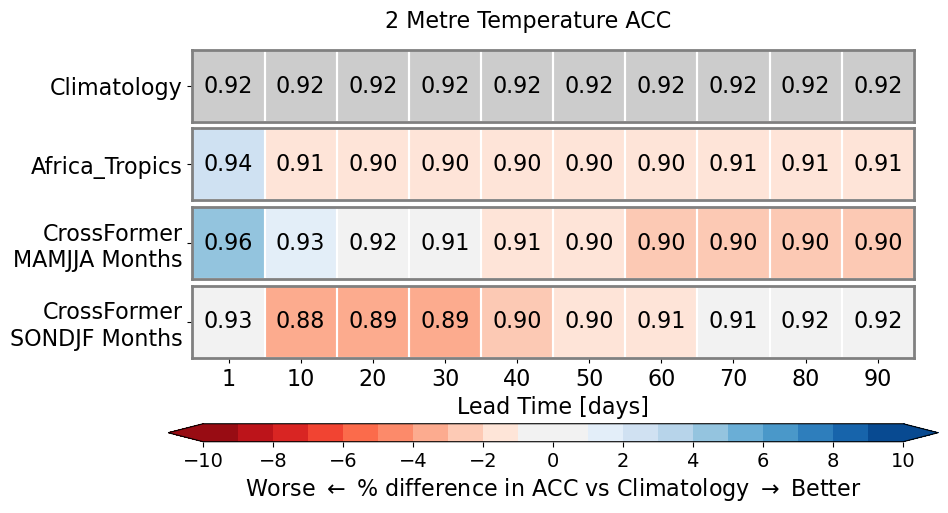 2 Metre Temperature ACC
Climatology 0.92 0.92 0.92 0.92 0.92 0.92 0.92 0.92 0.92 0.92
Africa_Tropics 0.94 0.91 0.90 0.90 0.90 0.90 0.90 0.91 0.91 0.91
CrossFormer
MAMJJA Months 0.96 0.93 0.92 0.91 0.91 0.90 0.90 0.90 0.90 0.90
CrossFormer
SONDJF Months 0.93 0.88 0.89 0.89 0.90 0.90 0.91 0.91 0.92 0.92
1 10 20 30 40 50 60 70 80 90
Lead Time [days]
−10 −8 −6 −4 −2 0 2 4 6 8 10
Worse ← % difference in ACC vs Climatology → Better